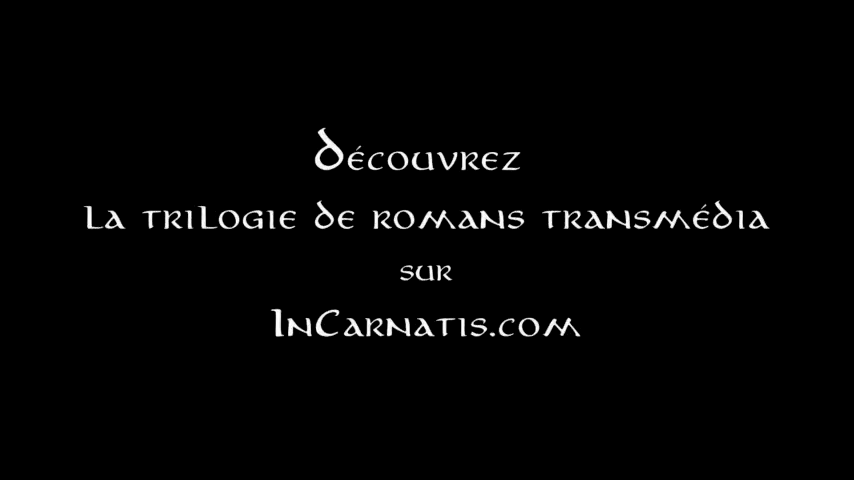 Découvrez
la trilogie de romans transmédia
sur
InCarnatis.com